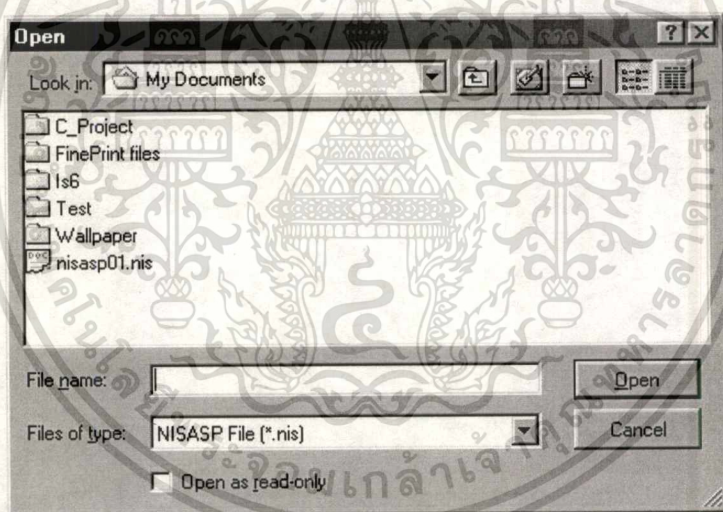 Open
Look in: My Documents
C_Project
FinePrint files
Is6
Test
Wallpaper
nisasp01.nis
File name: Open
Files of type: NISASP File (*.nis) Cancel
Open as read-only